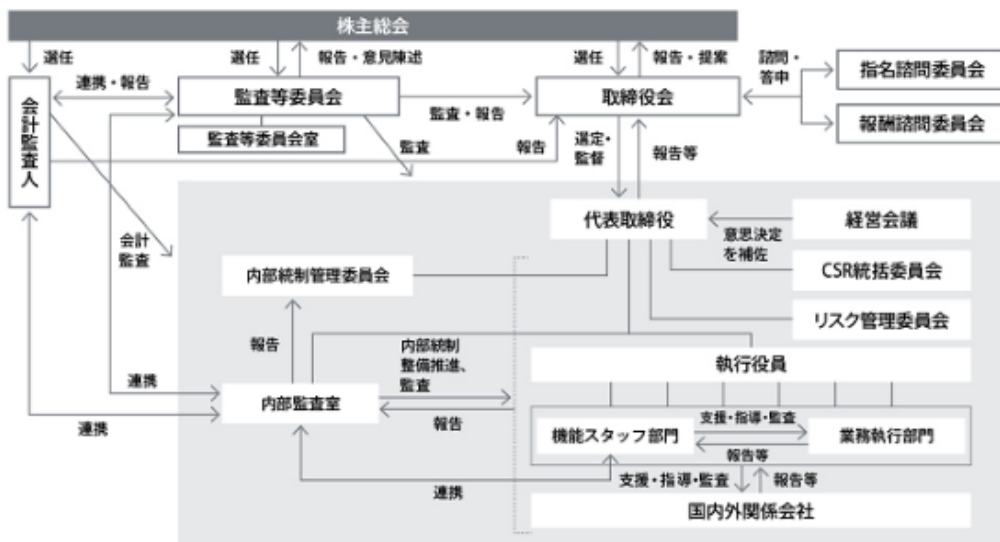 株主総会
選任
選任
報告・意見陳述
選任
報告・提案
諮問・
答申
指名諮問委員会
報酬諮問委員会
会計監査人
連携・報告
監査等委員会
監査等委員会室
監査・報告
取締役会
監査
報告
選定・
監督
報告等
会計
監査
代表取締役
意思決定
を補佐
経営会議
CSR統括委員会
リスク管理委員会
内部統制管理委員会
報告
内部統制
整備推進、
監査
執行役員
連携
連携
内部監査室
報告
機能スタッフ部門
支援・指導・監査
報告等
業務執行部門
連携
支援・指導・監査
報告等
国内外関係会社